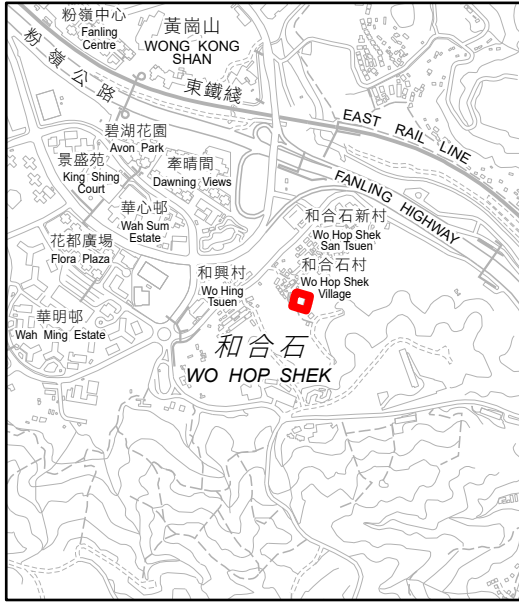 粉嶺中心
Fanling
Centre
黃崗山
WONG KONG
SHAN
粉嶺公路
東鐵綫
EAST RAIL LINE
碧湖花園
Avon Park
景盛苑
King Shing
Court
牽晴間
Dawning Views
FANLING HIGHWAY
華心邨
Wah Sum
Estate
和合石新村
Wo Hop Shek
San Tsuen
花都廣場
Flora Plaza
和興村
Wo Hing
Tsuen
和合石村
Wo Hop Shek
Village
華明邨
Wah Ming Estate
和合石
WO HOP SHEK